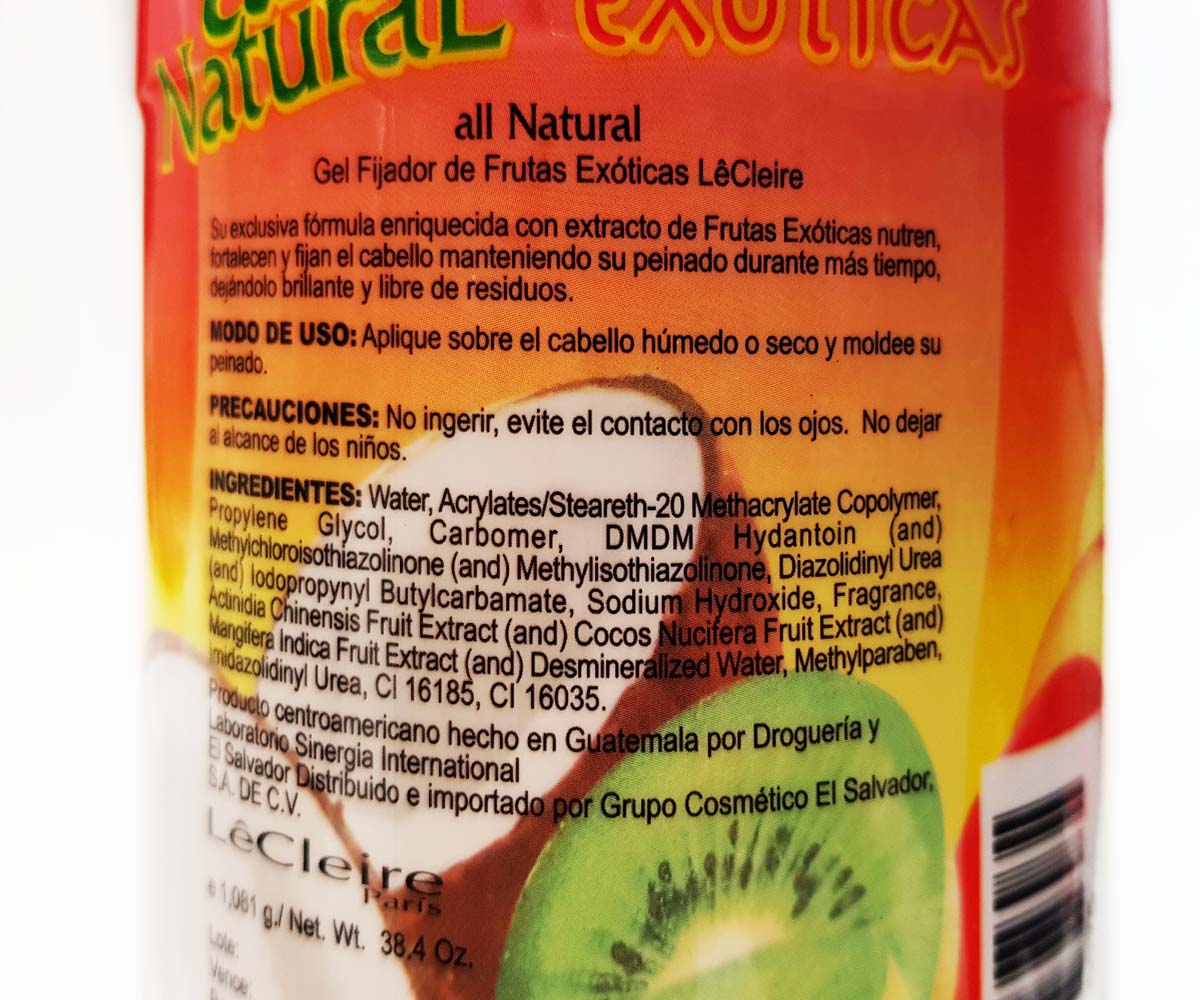 Natural EXÓTICAS
all Natural
Gel Fijador de Frutas Exóticas LêCleire
Su exclusiva fórmula enriquecida con extracto de Frutas Exóticas nutren,
fortalecen y fijan el cabello manteniendo su peinado durante más tiempo,
dejándolo brillante y libre de residuos.
MODO DE USO: Aplique sobre el cabello húmedo o seco y moldee su
peinado.
PRECAUCIONES: No ingerir, evite el contacto con los ojos. No dejar
al alcance de los niños.
INGREDIENTES: Water, Acrylates/Steareth-20 Methacrylate Copolymer,
Propylene Glycol, Carbomer, DMDM Hydantoin (and)
Methylchloroisothiazolinone (and) Methylisothiazolinone, Diazolidinyl Urea
(and) Iodopropynyl Butylcarbamate, Sodium Hydroxide, Fragrance,
Actinidia Chinensis Fruit Extract (and) Cocos Nucifera Fruit Extract (and)
Mangifera Indica Fruit Extract (and) Desmineralized Water, Methylparaben,
Imidazolidinyl Urea, CI 16185, CI 16035.
Producto centroamericano hecho en Guatemala por Droguería y
Laboratorio Sinergia International
El Salvador Distribuido e importado por Grupo Cosmético El Salvador,
S.A. DE C.V.
LêCleire
París
e 1,081 g./ Net. Wt. 38.4 Oz.
Lote:
Vence: